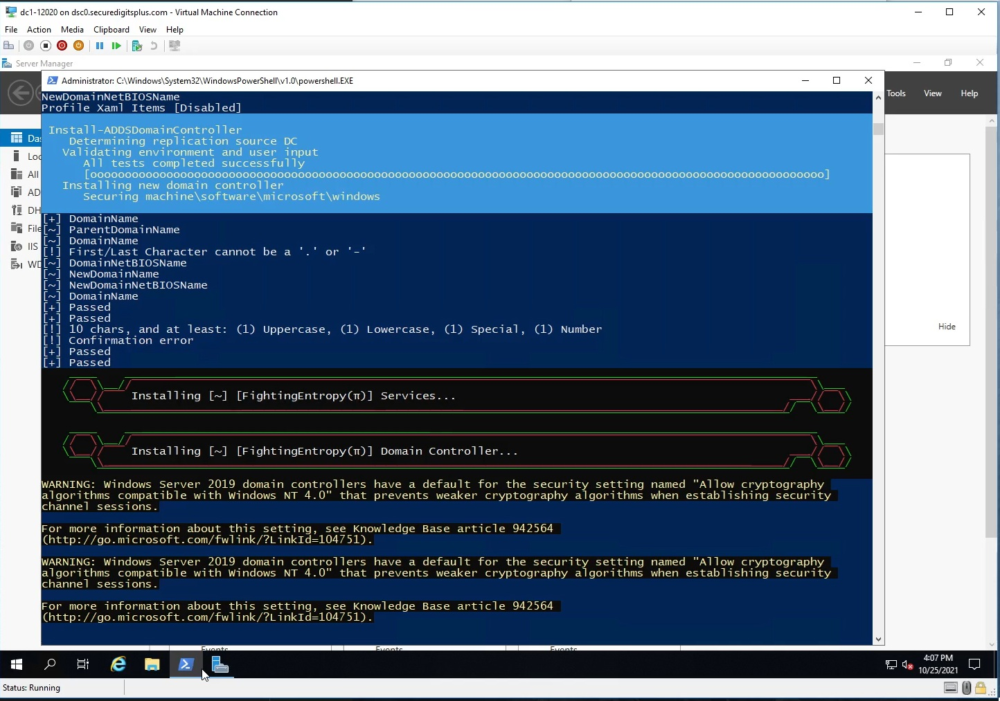 dc1-12020 on dsc0.securedigitsplus.com - Virtual Machine Connection
File Action Media Clipboard View Help
Server Manager
Administrator: C:\Windows\System32\WindowsPowerShell\v1.0\powershell.EXE
Tools View Help
NewDomainNetBIOSName
Profile Xaml Items [Disabled]
Install-ADDSDomainController
Determining replication source DC
Validating environment and user input
All tests completed successfully
[oooooooooooooooooooooooooooooooooooooooooooooooooooooooooooooooooooooooooooooooooooooooooooooooooooooooooo]
Installing new domain controller
Securing machine\software\microsoft\windows
Das
Loc
All
AD
DH
File
IIS
WD
[+] DomainName
[~] ParentDomainName
[~] DomainName
[!] First/Last Character cannot be a '.' or '-'
[~] DomainNetBIOSName
[~] NewDomainName
[~] NewDomainNetBIOSName
[~] DomainName
[+] Passed
[+] Passed
[!] 10 chars, and at least: (1) Uppercase, (1) Lowercase, (1) Special, (1) Number
[!] Confirmation error
[+] Passed
[+] Passed
Hide
Installing [~] [FightingEntropy(π)] Services...
Installing [~] [FightingEntropy(π)] Domain Controller...
WARNING: Windows Server 2019 domain controllers have a default for the security setting named "Allow cryptography
algorithms compatible with Windows NT 4.0" that prevents weaker cryptography algorithms when establishing security
channel sessions.
For more information about this setting, see Knowledge Base article 942564
(http://go.microsoft.com/fwlink/?LinkId=104751).
WARNING: Windows Server 2019 domain controllers have a default for the security setting named "Allow cryptography
algorithms compatible with Windows NT 4.0" that prevents weaker cryptography algorithms when establishing security
channel sessions.
For more information about this setting, see Knowledge Base article 942564
(http://go.microsoft.com/fwlink/?LinkId=104751).
Events Events Events
4:07 PM
10/25/2021
Status: Running